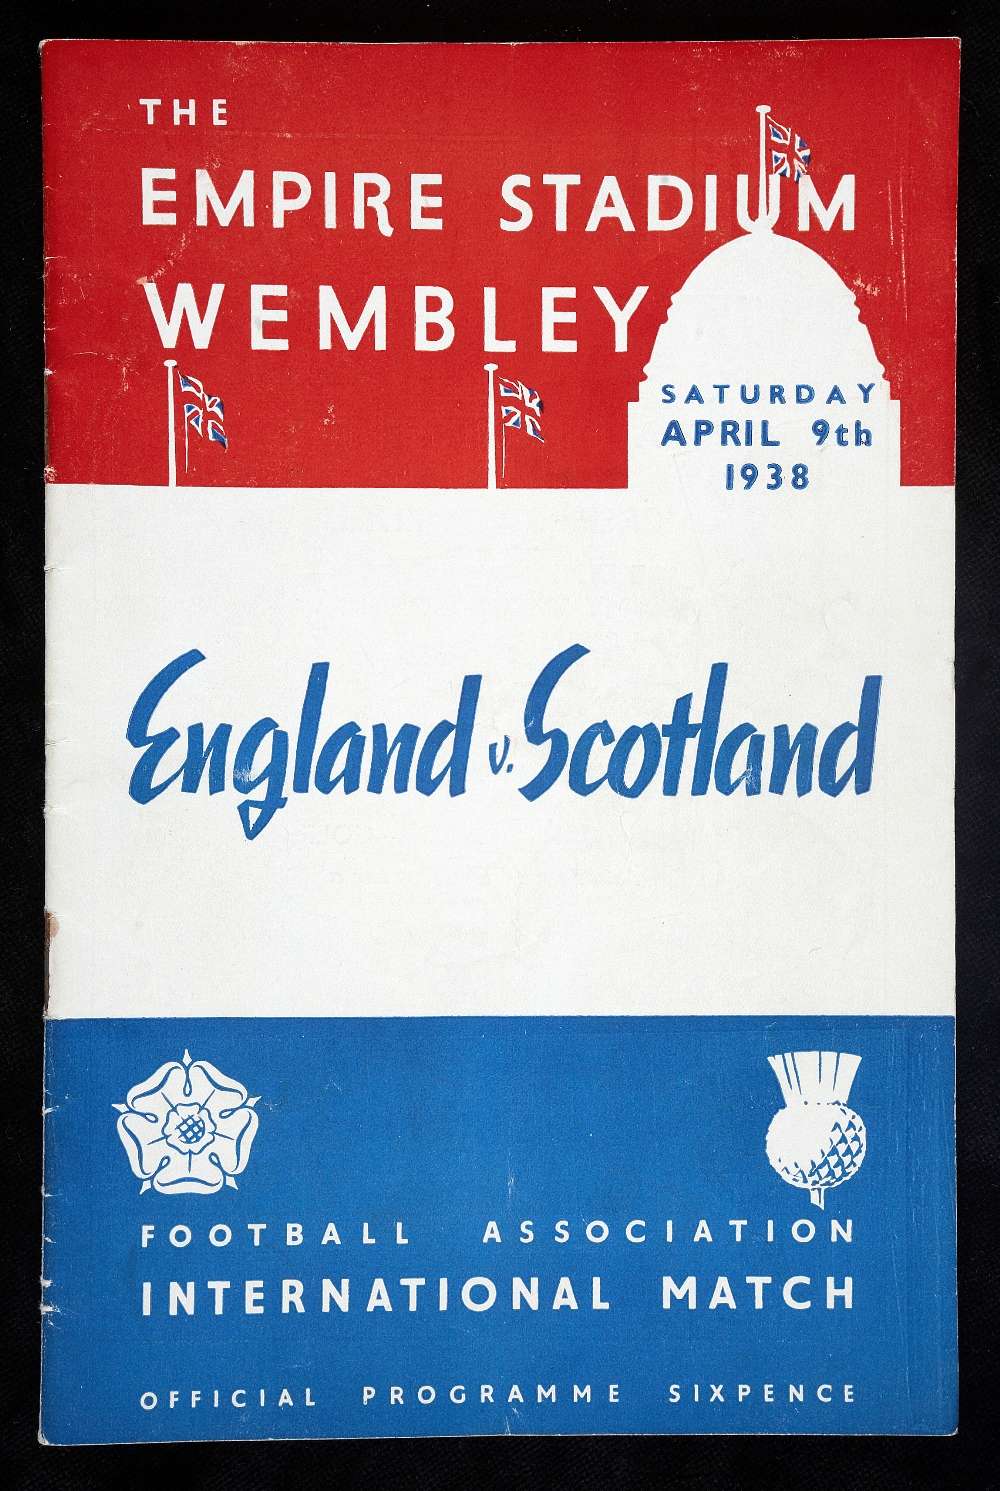 THE
EMPIRE STADIUM
WEMBLEY
SATURDAY
APRIL 9th
1938
England v. Scotland
FOOTBALL ASSOCIATION
INTERNATIONAL MATCH
OFFICIAL PROGRAMME SIXPENCE